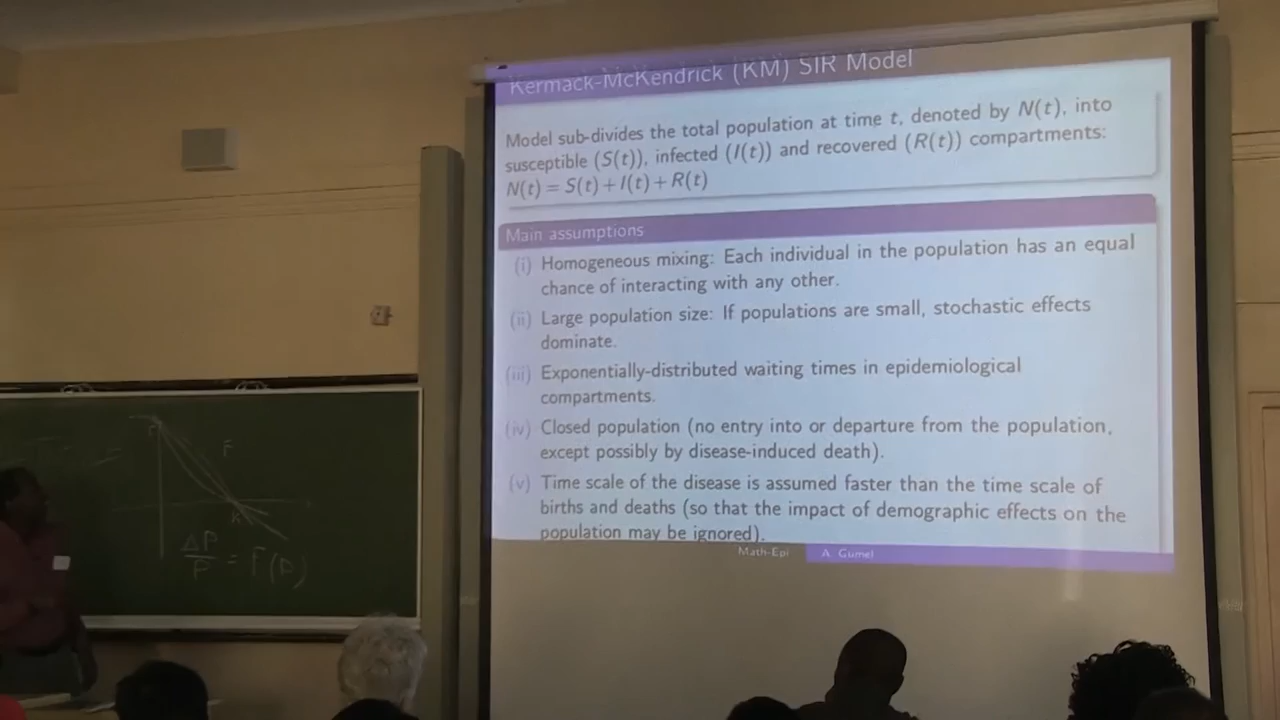 Kermack-McKendrick (KM) SIR Model
Model sub-divides the total population at time t, denoted by N(t), into
susceptible (S(t)), infected (I(t)) and recovered (R(t)) compartments:
N(t) = S(t) + I(t) + R(t)
Main assumptions
(i) Homogeneous mixing: Each individual in the population has an equal
chance of interacting with any other.
(ii) Large population size: If populations are small, stochastic effects
dominate.
(iii) Exponentially-distributed waiting times in epidemiological
compartments.
(iv) Closed population (no entry into or departure from the population,
except possibly by disease-induced death).
(v) Time scale of the disease is assumed faster than the time scale of
births and deaths (so that the impact of demographic effects on the
population may be ignored).
Math-Epi A. Gumel
F
K
ΔP
P = F(P)